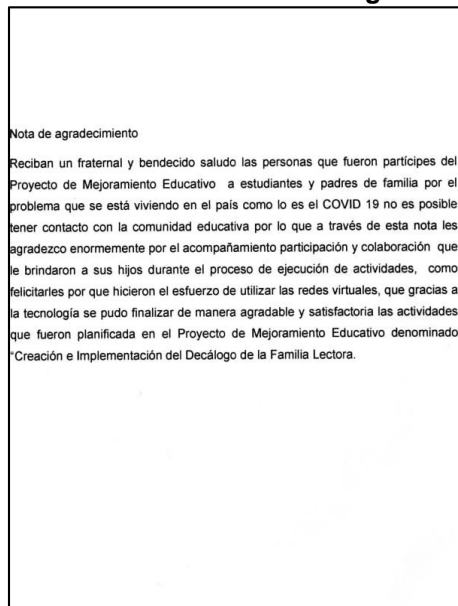 Nota de agradecimiento
Reciban un fraternal y bendecido saludo las personas que fueron partícipes del
Proyecto de Mejoramiento Educativo a estudiantes y padres de familia por el
problema que se está viviendo en el país como lo es el COVID 19 no es posible
tener contacto con la comunidad educativa por lo que a través de esta nota les
agradezco enormemente por el acompañamiento participación y colaboración que
le brindaron a sus hijos durante el proceso de ejecución de actividades, como
felicitarles por que hicieron el esfuerzo de utilizar las redes virtuales, que gracias a
la tecnología se pudo finalizar de manera agradable y satisfactoria las actividades
que fueron planificada en el Proyecto de Mejoramiento Educativo denominado
“Creación e Implementación del Decálogo de la Familia Lectora.